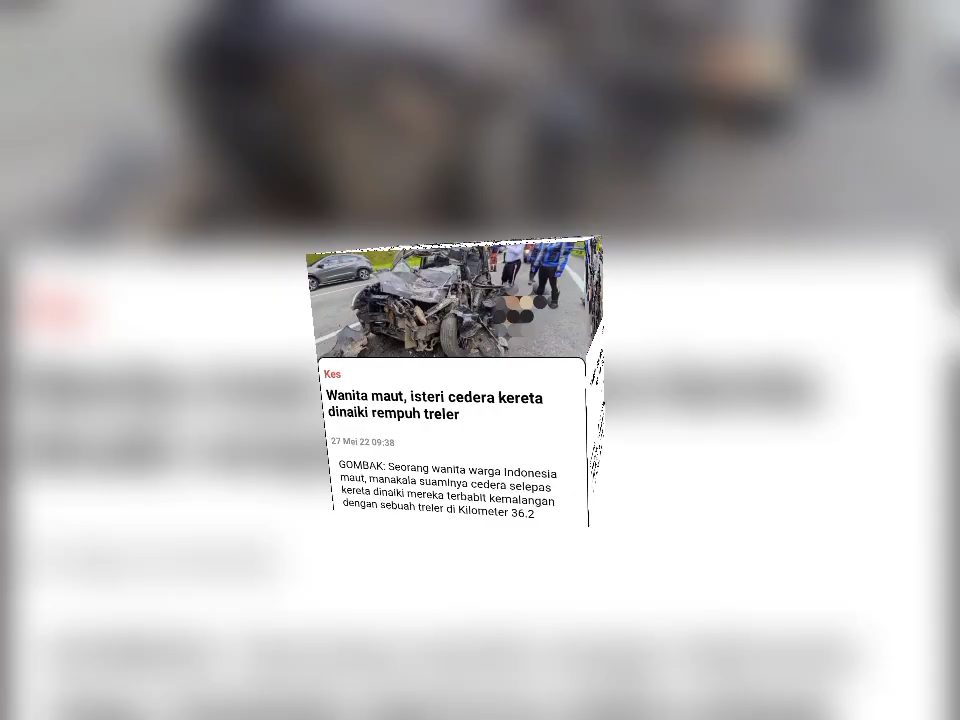 Kes
Wanita maut, isteri cedera kereta
dinaiki rempuh treler
27 Mei 22 09:38
GOMBAK: Seorang wanita warga Indonesia
maut, manakala suaminya cedera selepas
kereta dinaiki mereka terbabit kemalangan
dengan sebuah treler di Kilometer 36.2